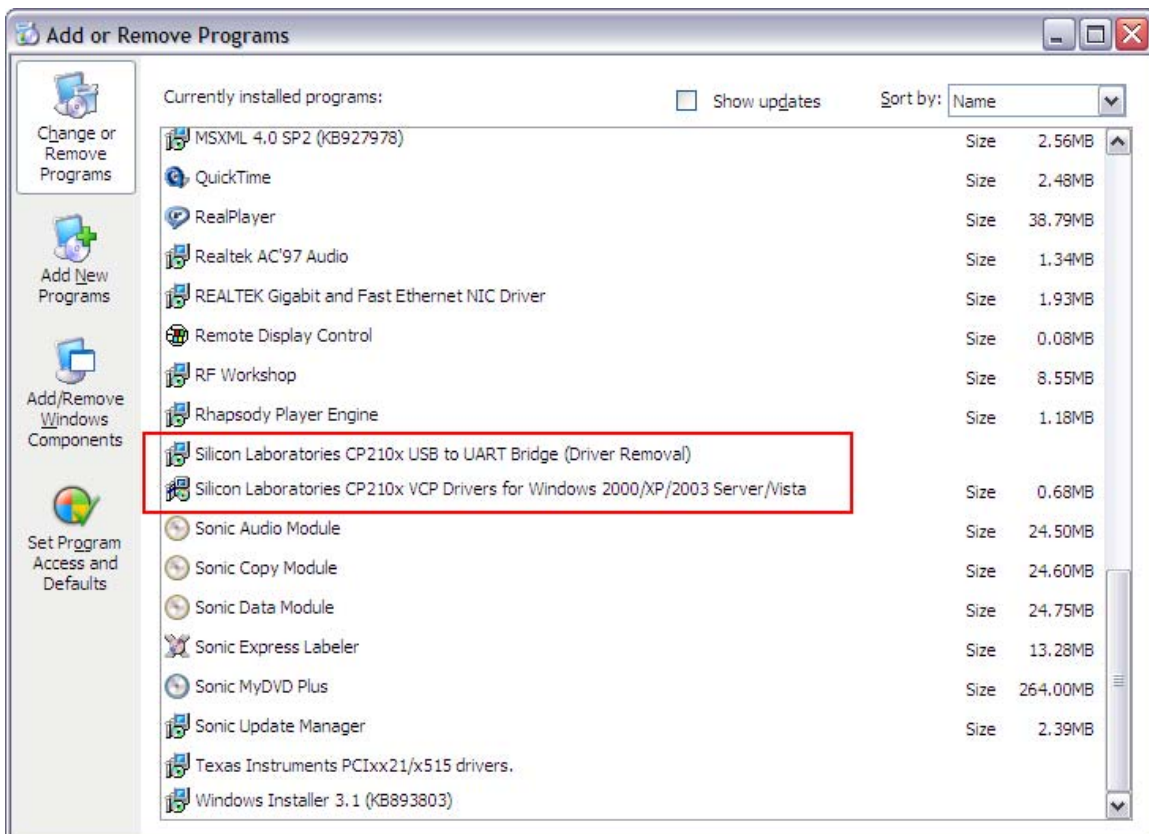 Add or Remove Programs
Change or
Remove
Programs
Add New
Programs
Add/Remove
Windows
Components
Set Program
Access and
Defaults
Currently installed programs:
Show updates
Sort by: Name
MSXML 4.0 SP2 (KB927978) Size 2.56MB
QuickTime Size 2.48MB
RealPlayer Size 38.79MB
Realtek AC'97 Audio Size 1.34MB
REALTEK Gigabit and Fast Ethernet NIC Driver Size 1.93MB
Remote Display Control Size 0.08MB
RF Workshop Size 8.55MB
Rhapsody Player Engine Size 1.18MB
Silicon Laboratories CP210x USB to UART Bridge (Driver Removal)
Silicon Laboratories CP210x VCP Drivers for Windows 2000/XP/2003 Server/Vista Size 0.68MB
Sonic Audio Module Size 24.50MB
Sonic Copy Module Size 24.60MB
Sonic Data Module Size 24.75MB
Sonic Express Labeler Size 13.28MB
Sonic MyDVD Plus Size 264.00MB
Sonic Update Manager Size 2.39MB
Texas Instruments PCIxx21/x515 drivers.
Windows Installer 3.1 (KB893803)